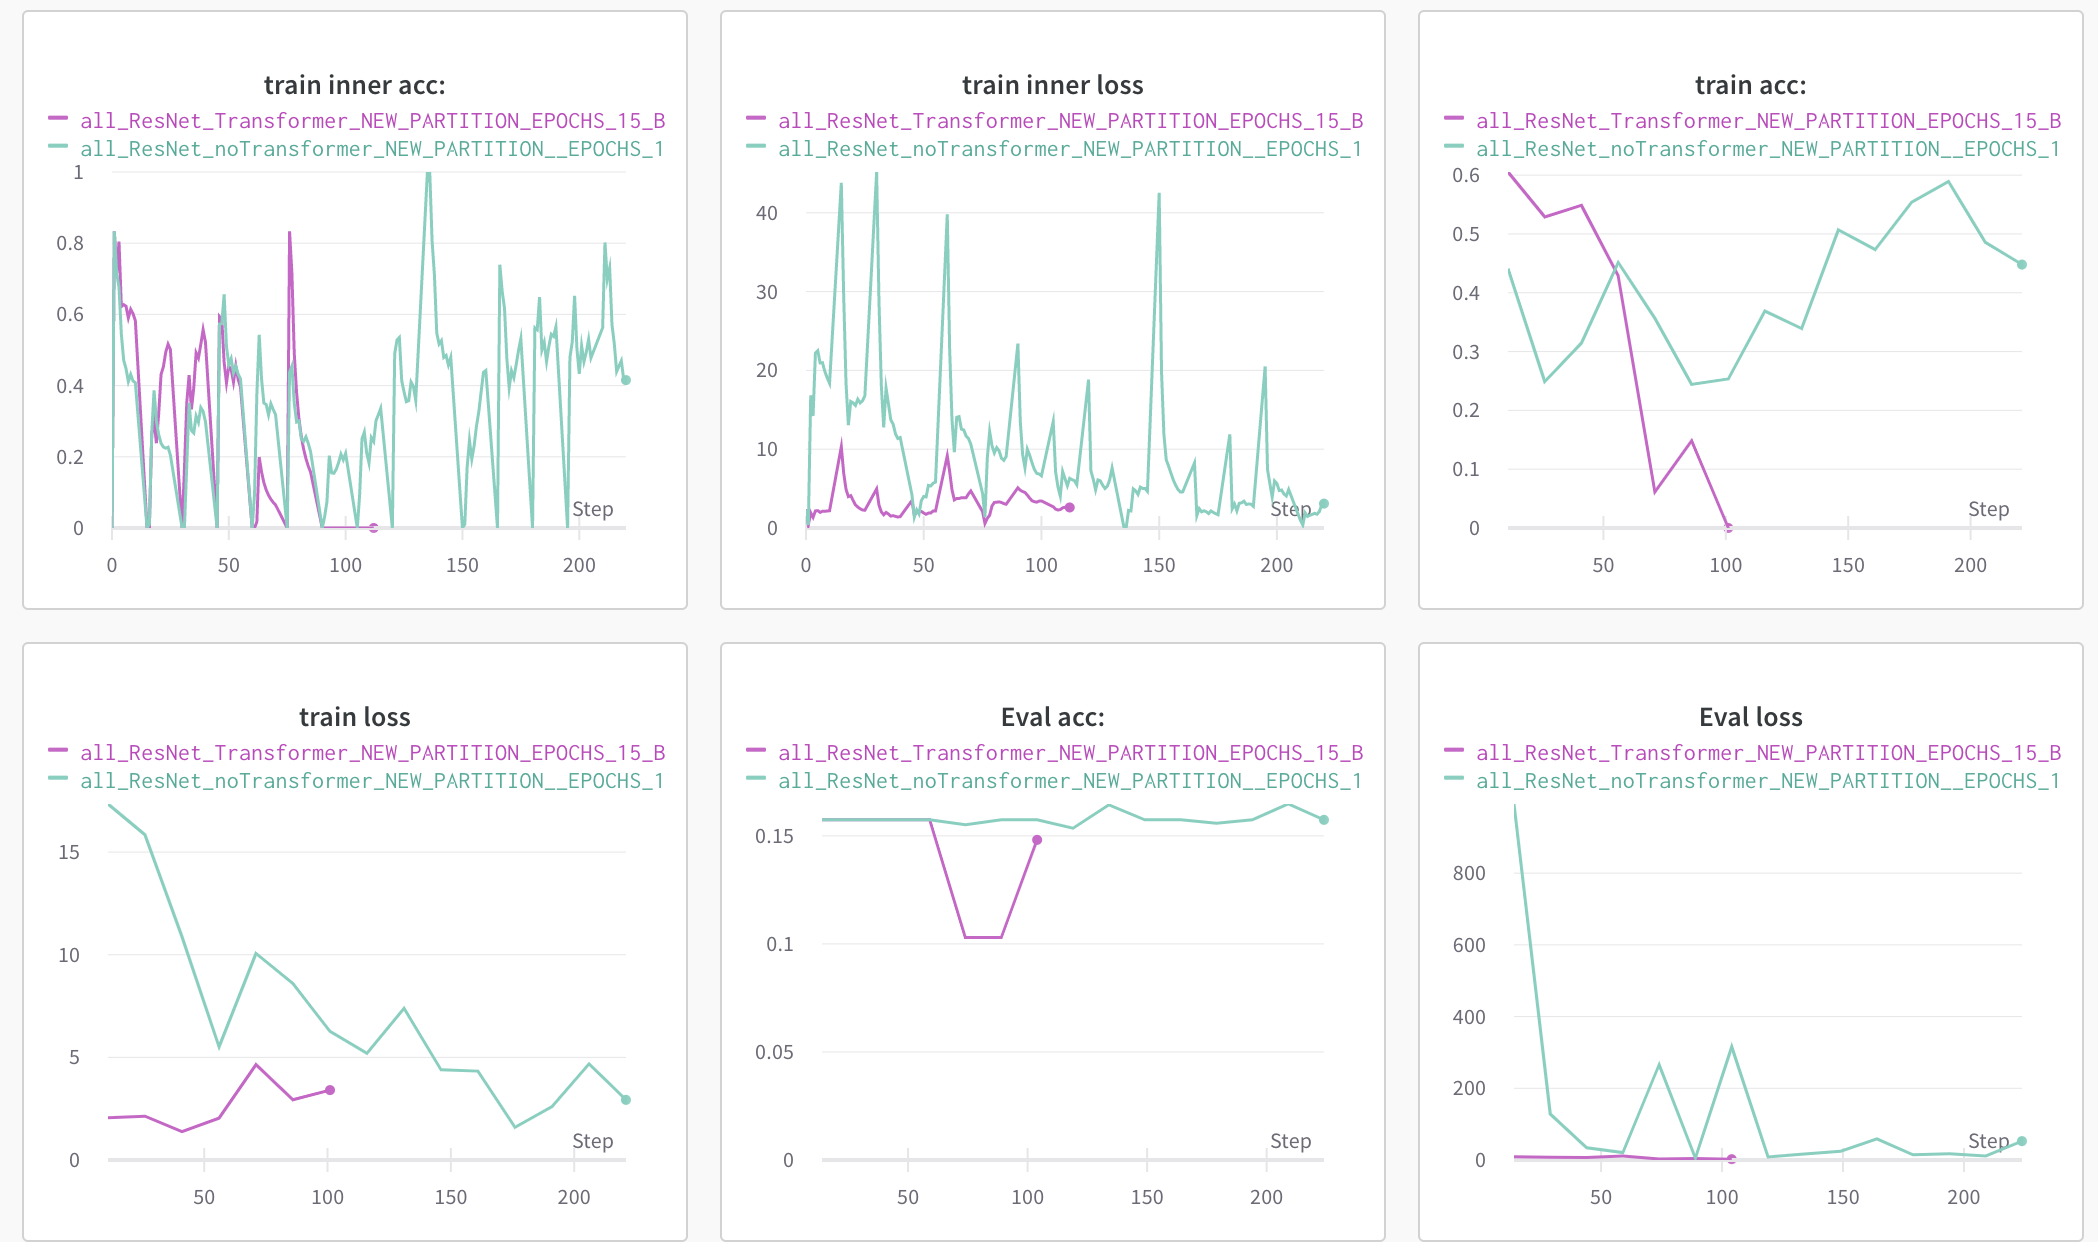 train inner acc:
all_ResNet_Transformer_NEW_PARTITION_EPOCHS_15_B
all_ResNet_noTransformer_NEW_PARTITION__EPOCHS_1
1
0.8
0.6
0.4
0.2
0
Step
0 50 100 150 200
train inner loss
all_ResNet_Transformer_NEW_PARTITION_EPOCHS_15_B
all_ResNet_noTransformer_NEW_PARTITION__EPOCHS_1
40
30
20
10
0
Step
0 50 100 150 200
train acc:
all_ResNet_Transformer_NEW_PARTITION_EPOCHS_15_B
all_ResNet_noTransformer_NEW_PARTITION__EPOCHS_1
0.6
0.5
0.4
0.3
0.2
0.1
0
Step
50 100 150 200
train loss
all_ResNet_Transformer_NEW_PARTITION_EPOCHS_15_B
all_ResNet_noTransformer_NEW_PARTITION__EPOCHS_1
15
10
5
0
Step
50 100 150 200
Eval acc:
all_ResNet_Transformer_NEW_PARTITION_EPOCHS_15_B
all_ResNet_noTransformer_NEW_PARTITION__EPOCHS_1
0.15
0.1
0.05
0
Step
50 100 150 200
Eval loss
all_ResNet_Transformer_NEW_PARTITION_EPOCHS_15_B
all_ResNet_noTransformer_NEW_PARTITION__EPOCHS_1
800
600
400
200
0
Step
50 100 150 200